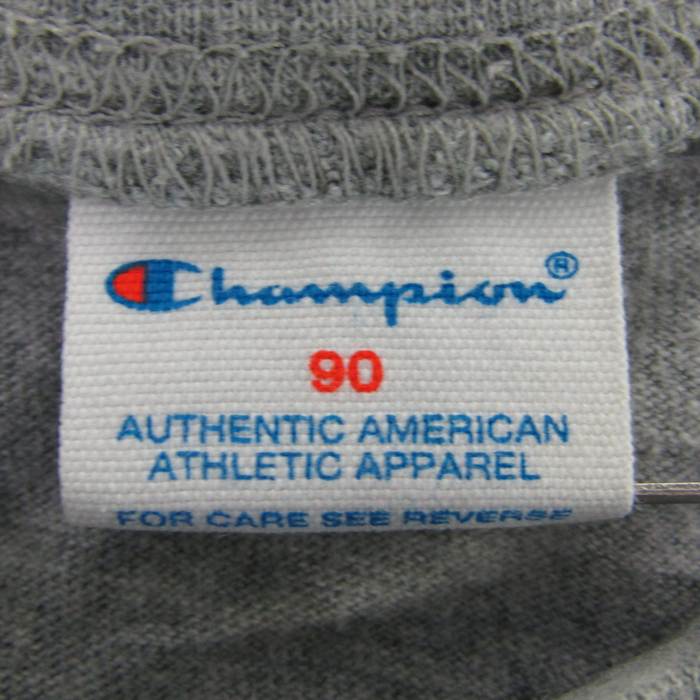 Champion®
90
AUTHENTIC AMERICAN
ATHLETIC APPAREL
FOR CARE SEE REVERSE